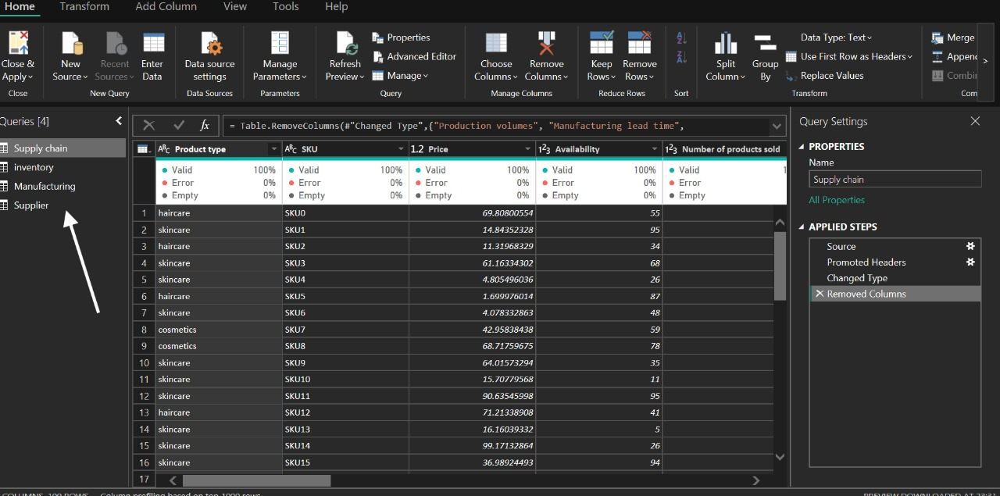 Home Transform Add Column View Tools Help
Close & Apply New Source Recent Sources Enter Data Data source settings Manage Parameters Refresh Preview Properties Advanced Editor Manage Choose Columns Remove Columns Keep Rows Remove Rows Split Column Group By Data Type: Text Use First Row as Headers Replace Values Merge Appen Combi
Close New Query Data Sources Parameters Query Manage Columns Reduce Rows Sort Transform Com
Queries [4]
Supply chain
inventory
Manufacturing
Supplier
fx = Table.RemoveColumns(#"Changed Type",{"Production volumes", "Manufacturing lead time",
ABC Product type ABC SKU 1.2 Price 123 Availability 123 Number of products sold
Valid 100% Valid 100% Valid 100% Valid 100% Valid 1
Error 0% Error 0% Error 0% Error 0% Error
Empty 0% Empty 0% Empty 0% Empty 0% Empty
1 haircare SKU0 69.80800554 55
2 skincare SKU1 14.84352328 95
3 haircare SKU2 11.31968329 34
4 skincare SKU3 61.16334302 68
5 skincare SKU4 4.805496036 26
6 haircare SKU5 1.699976014 87
7 skincare SKU6 4.078332863 48
8 cosmetics SKU7 42.95838438 59
9 cosmetics SKU8 68.71759675 78
10 skincare SKU9 64.01573294 35
11 skincare SKU10 15.70779568 11
12 skincare SKU11 90.63545998 95
13 haircare SKU12 71.21338908 41
14 skincare SKU13 16.16039332 5
15 skincare SKU14 99.17132864 26
16 skincare SKU15 36.98924493 94
17
Query Settings
PROPERTIES
Name
Supply chain
All Properties
APPLIED STEPS
Source
Promoted Headers
Changed Type
Removed Columns
COLUMNS, 100 ROWS Column profiling based on top 1000 rows
PREVIEW DOWNLOADED AT 23:31